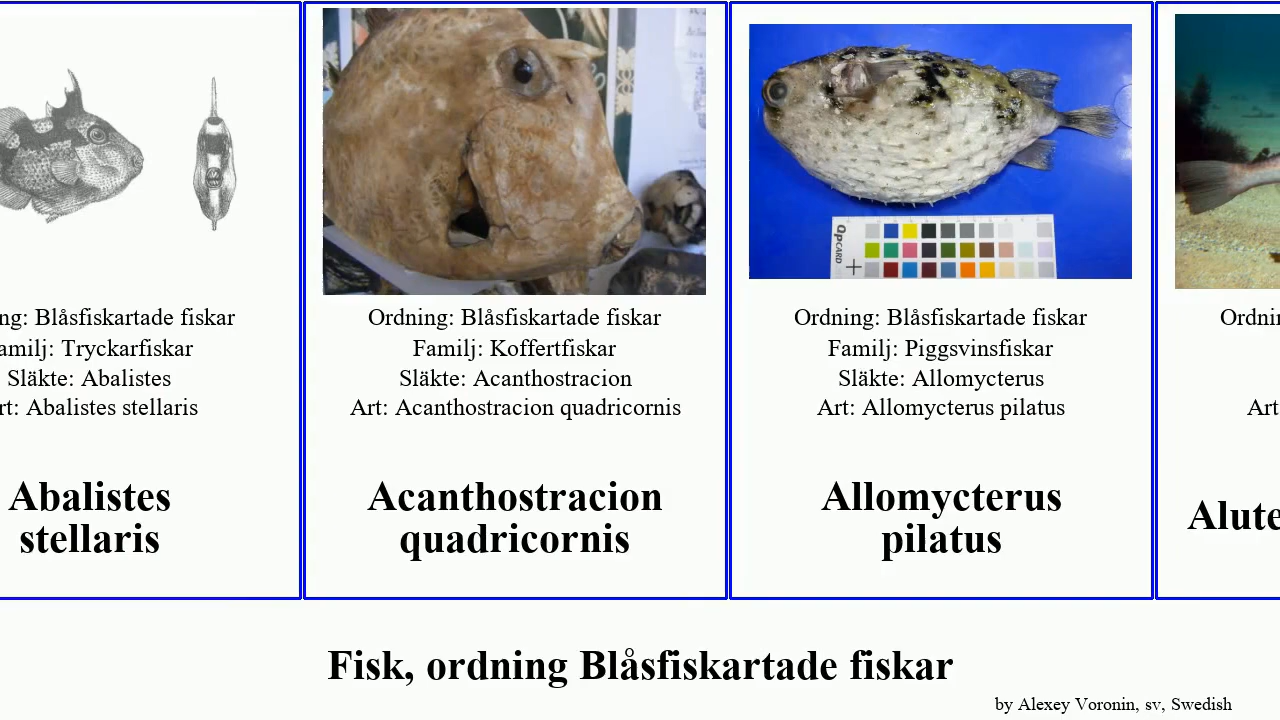 ng: Blåsfiskartade fiskar
amilj: Tryckarfiskar
Släkte: Abalistes
rt: Abalistes stellaris
Abalistes
stellaris
Ordning: Blåsfiskartade fiskar
Familj: Koffertfiskar
Släkte: Acanthostracion
Art: Acanthostracion quadricornis
Acanthostracion
quadricornis
QPCARD
Ordning: Blåsfiskartade fiskar
Familj: Piggsvinsfiskar
Släkte: Allomycterus
Art: Allomycterus pilatus
Allomycterus
pilatus
Ordnin
Art
Alute
Fisk, ordning Blåsfiskartade fiskar
by Alexey Voronin, sv, Swedish